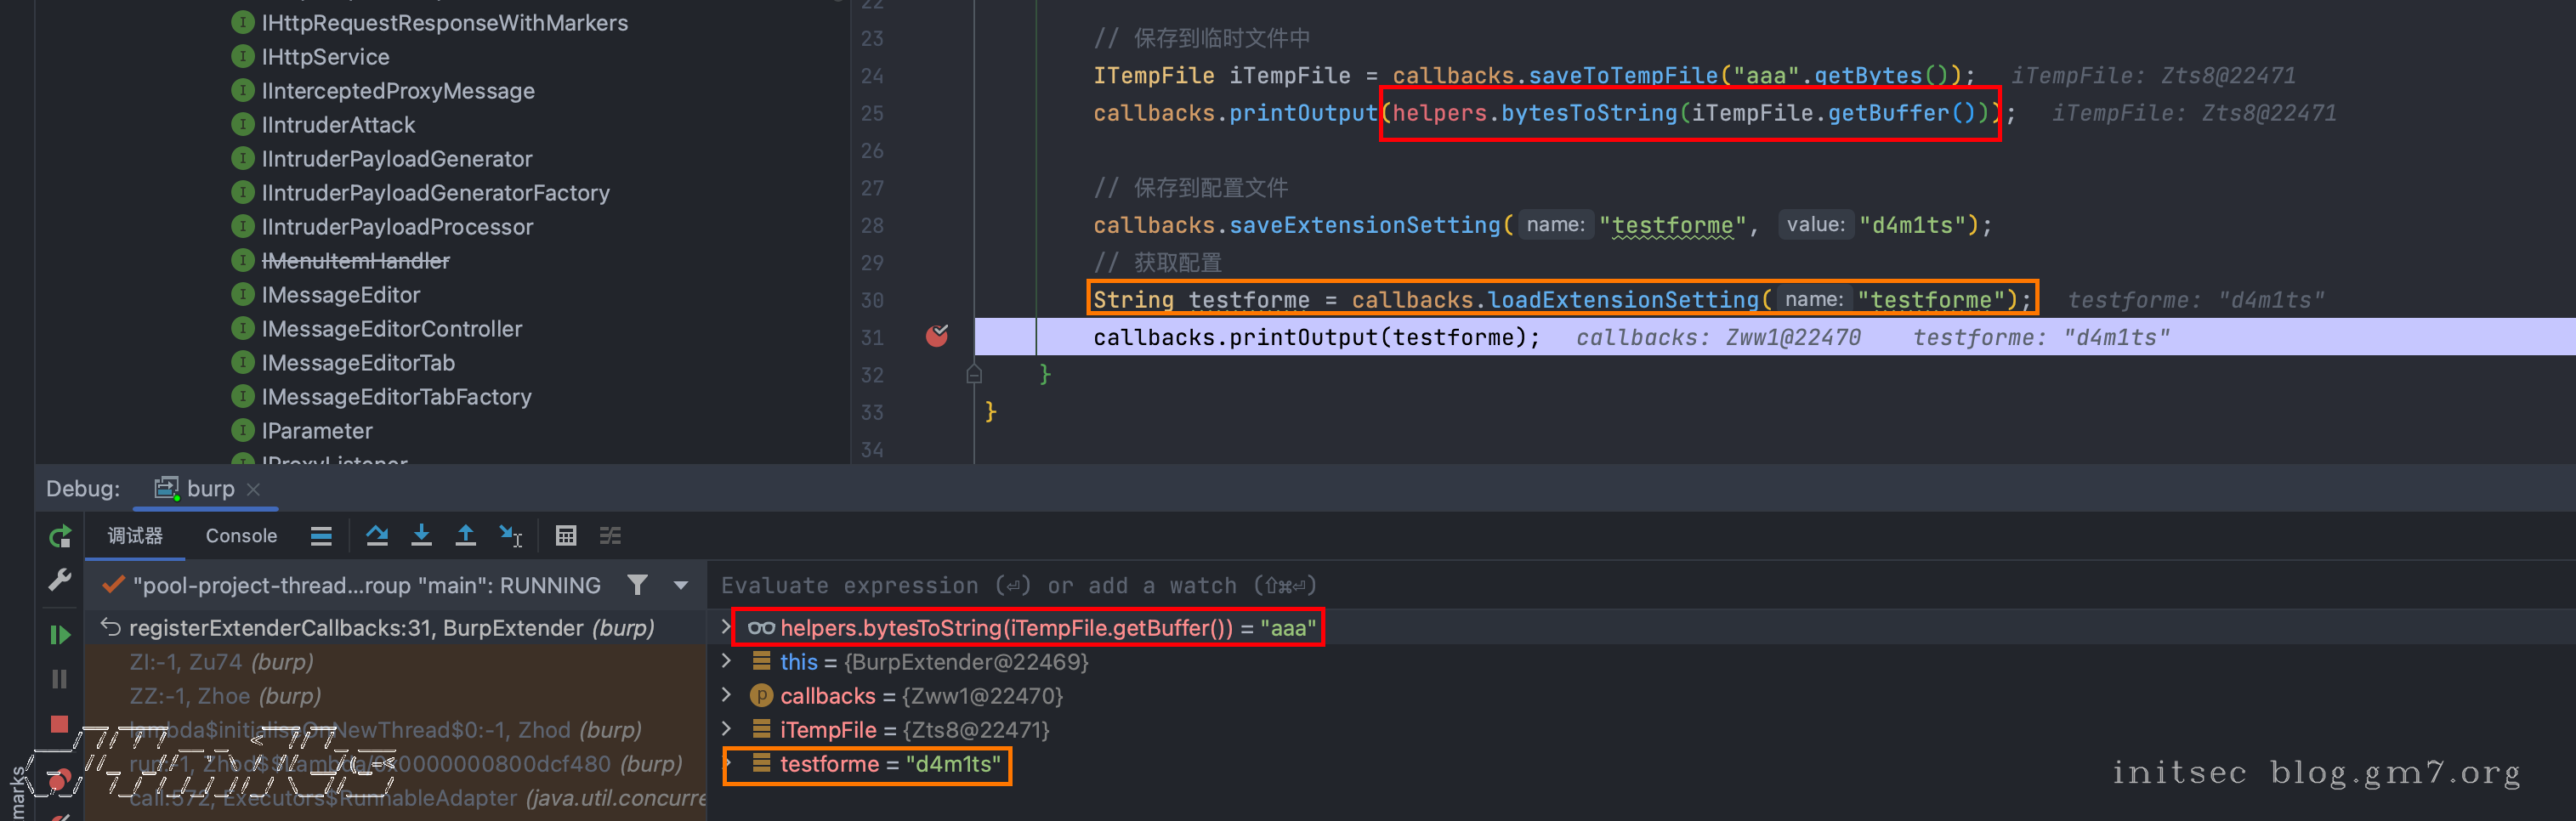 IHttpRequestResponseWithMarkers
IHttpService
IInterceptedProxyMessage
IIntruderAttack
IIntruderPayloadGenerator
IIntruderPayloadGeneratorFactory
IIntruderPayloadProcessor
IMenuItemHandler
IMessageEditor
IMessageEditorController
IMessageEditorTab
IMessageEditorTabFactory
IParameter
IProxyListener
22
23 // 保存到临时文件中
24 ITempFile iTempFile = callbacks.saveToTempFile("aaa".getBytes()); iTempFile: Zts8@22471
25 callbacks.printOutput(helpers.bytesToString(iTempFile.getBuffer())); iTempFile: Zts8@22471
26
27 // 保存到配置文件
28 callbacks.saveExtensionSetting( name: "testforme", value: "d4m1ts");
29 // 获取配置
30 String testforme = callbacks.loadExtensionSetting( name: "testforme"); testforme: "d4m1ts"
31 callbacks.printOutput(testforme); callbacks: Zww1@22470 testforme: "d4m1ts"
32 }
33 }
34
Debug: burp
调试器 Console
"pool-project-thread...roup "main": RUNNING
registerExtenderCallbacks:31, BurpExtender (burp)
ZI:-1, Zu74 (burp)
ZZ:-1, Zhoe (burp)
lambda$initialiseOnNewThread$0:-1, Zhod (burp)
run:-1, Zhod$$Lambda/0x0000000800dcf480 (burp)
call:572, Executors$RunnableAdapter (java.util.concurre
Evaluate expression (⏎) or add a watch (⇧⌘⏎)
helpers.bytesToString(iTempFile.getBuffer()) = "aaa"
this = {BurpExtender@22469}
callbacks = {Zww1@22470}
iTempFile = {Zts8@22471}
testforme = "d4m1ts"
marks
initsec blog.gm7.org